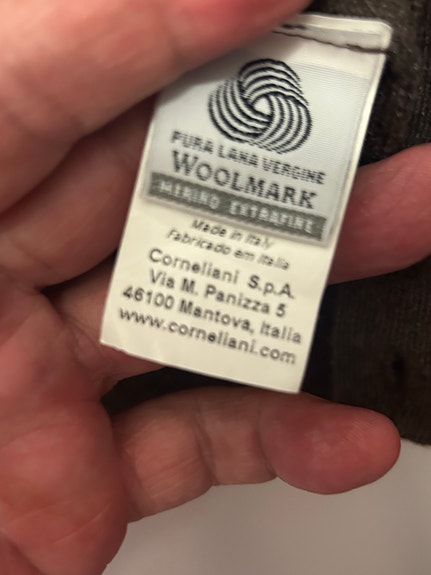 PURA LANA VERGINE
WOOLMARK
MERINO EXTRAFINE
Made in Italy
Fabricado em Italia
Corneliani S.p.A.
Via M. Panizza 5
46100 Mantova, Italia
www.corneliani.com